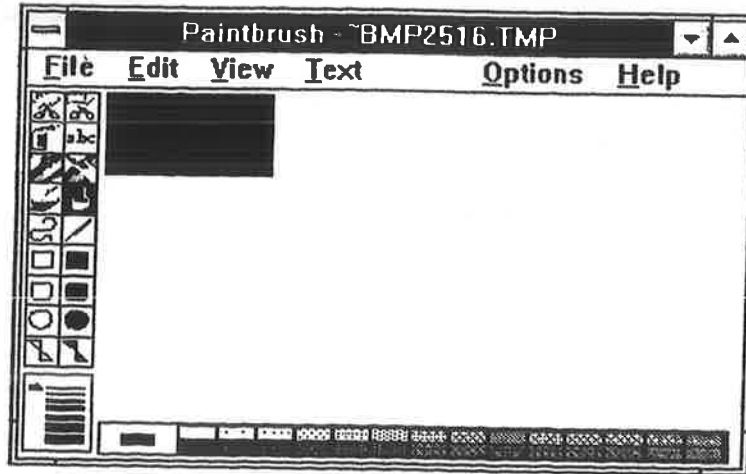 Paintbrush - ~BMP2516.TMP
File Edit View Text Options Help
abc